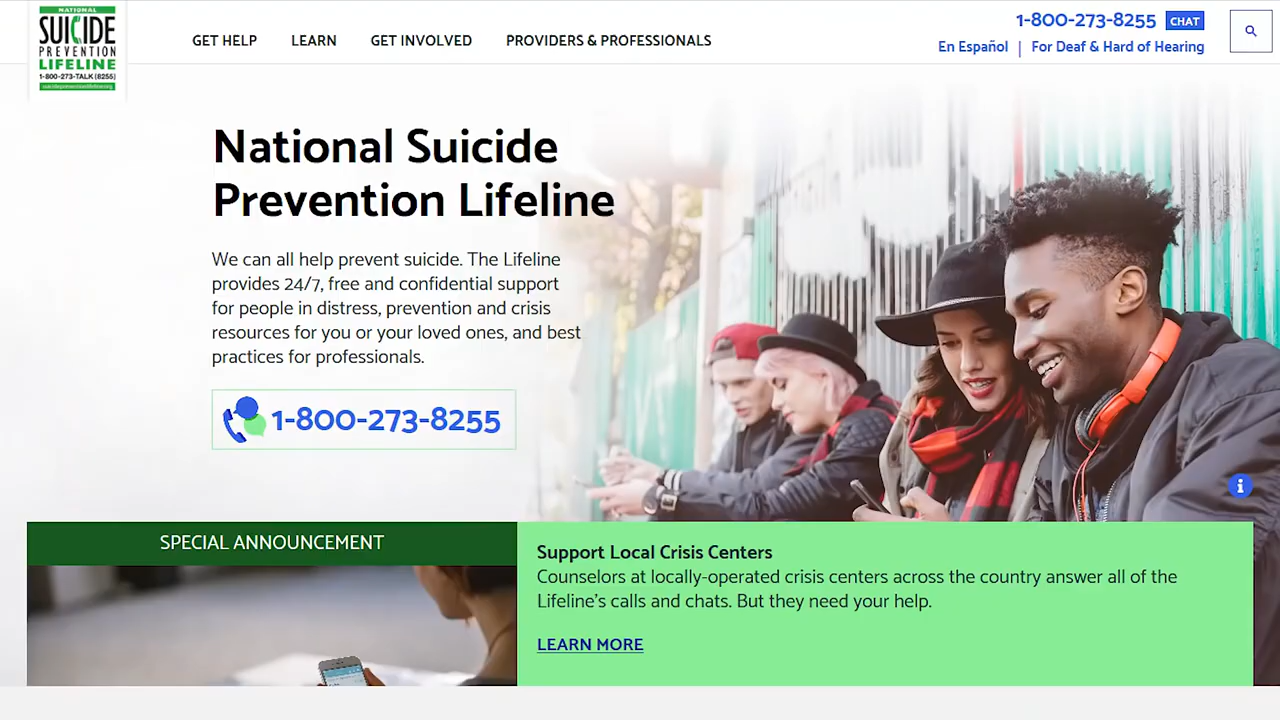 NATIONAL
SUICIDE
PREVENTION
LIFELINE
1-800-273-TALK (8255)
suicidepreventionlifeline.org
GET HELP
LEARN
GET INVOLVED
PROVIDERS & PROFESSIONALS
1-800-273-8255 CHAT
En Español | For Deaf & Hard of Hearing
National Suicide
Prevention Lifeline
We can all help prevent suicide. The Lifeline
provides 24/7, free and confidential support
for people in distress, prevention and crisis
resources for you or your loved ones, and best
practices for professionals.
1-800-273-8255
SPECIAL ANNOUNCEMENT
Support Local Crisis Centers
Counselors at locally-operated crisis centers across the country answer all of the
Lifeline's calls and chats. But they need your help.
LEARN MORE